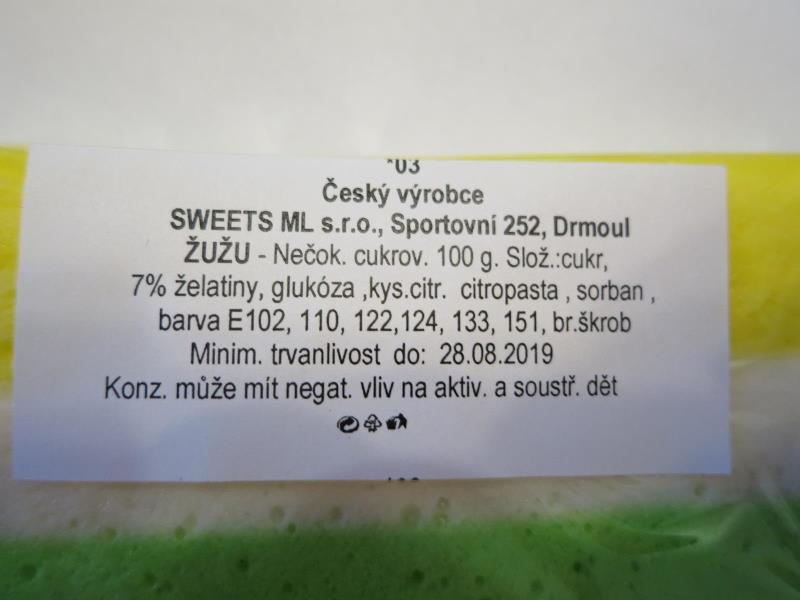 *03
Český výrobce
SWEETS ML s.r.o., Sportovní 252, Drmoul
ŽUŽU - Nečok. cukrov. 100 g. Slož.:cukr,
7% želatiny, glukóza ,kys.citr. citropasta , sorban ,
barva E102, 110, 122,124, 133, 151, br.škrob
Minim. trvanlivost do: 28.08.2019
Konz. může mít negat. vliv na aktiv. a soustř. dět